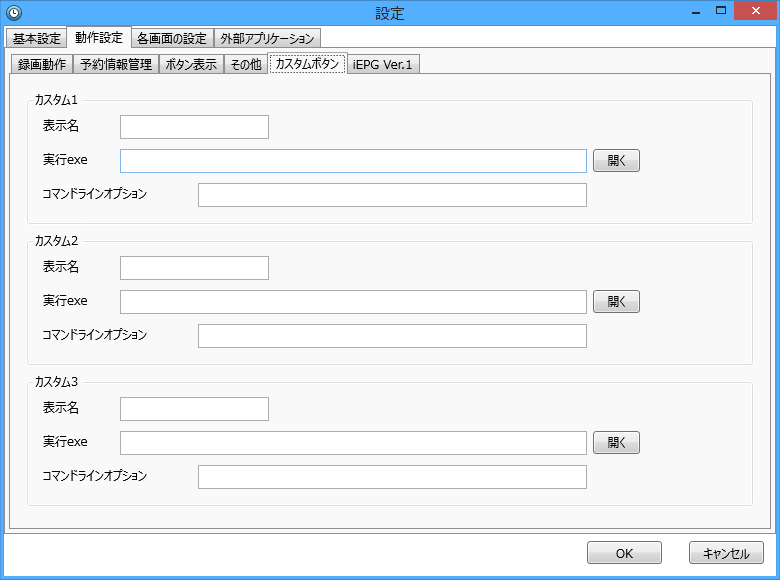 設定
基本設定 動作設定 各画面の設定 外部アプリケーション
録画動作 予約情報管理 ボタン表示 その他 カスタムボタン iEPG Ver.1
カスタム1
表示名
実行exe 開く
コマンドラインオプション
カスタム2
表示名
実行exe 開く
コマンドラインオプション
カスタム3
表示名
実行exe 開く
コマンドラインオプション
OK キャンセル